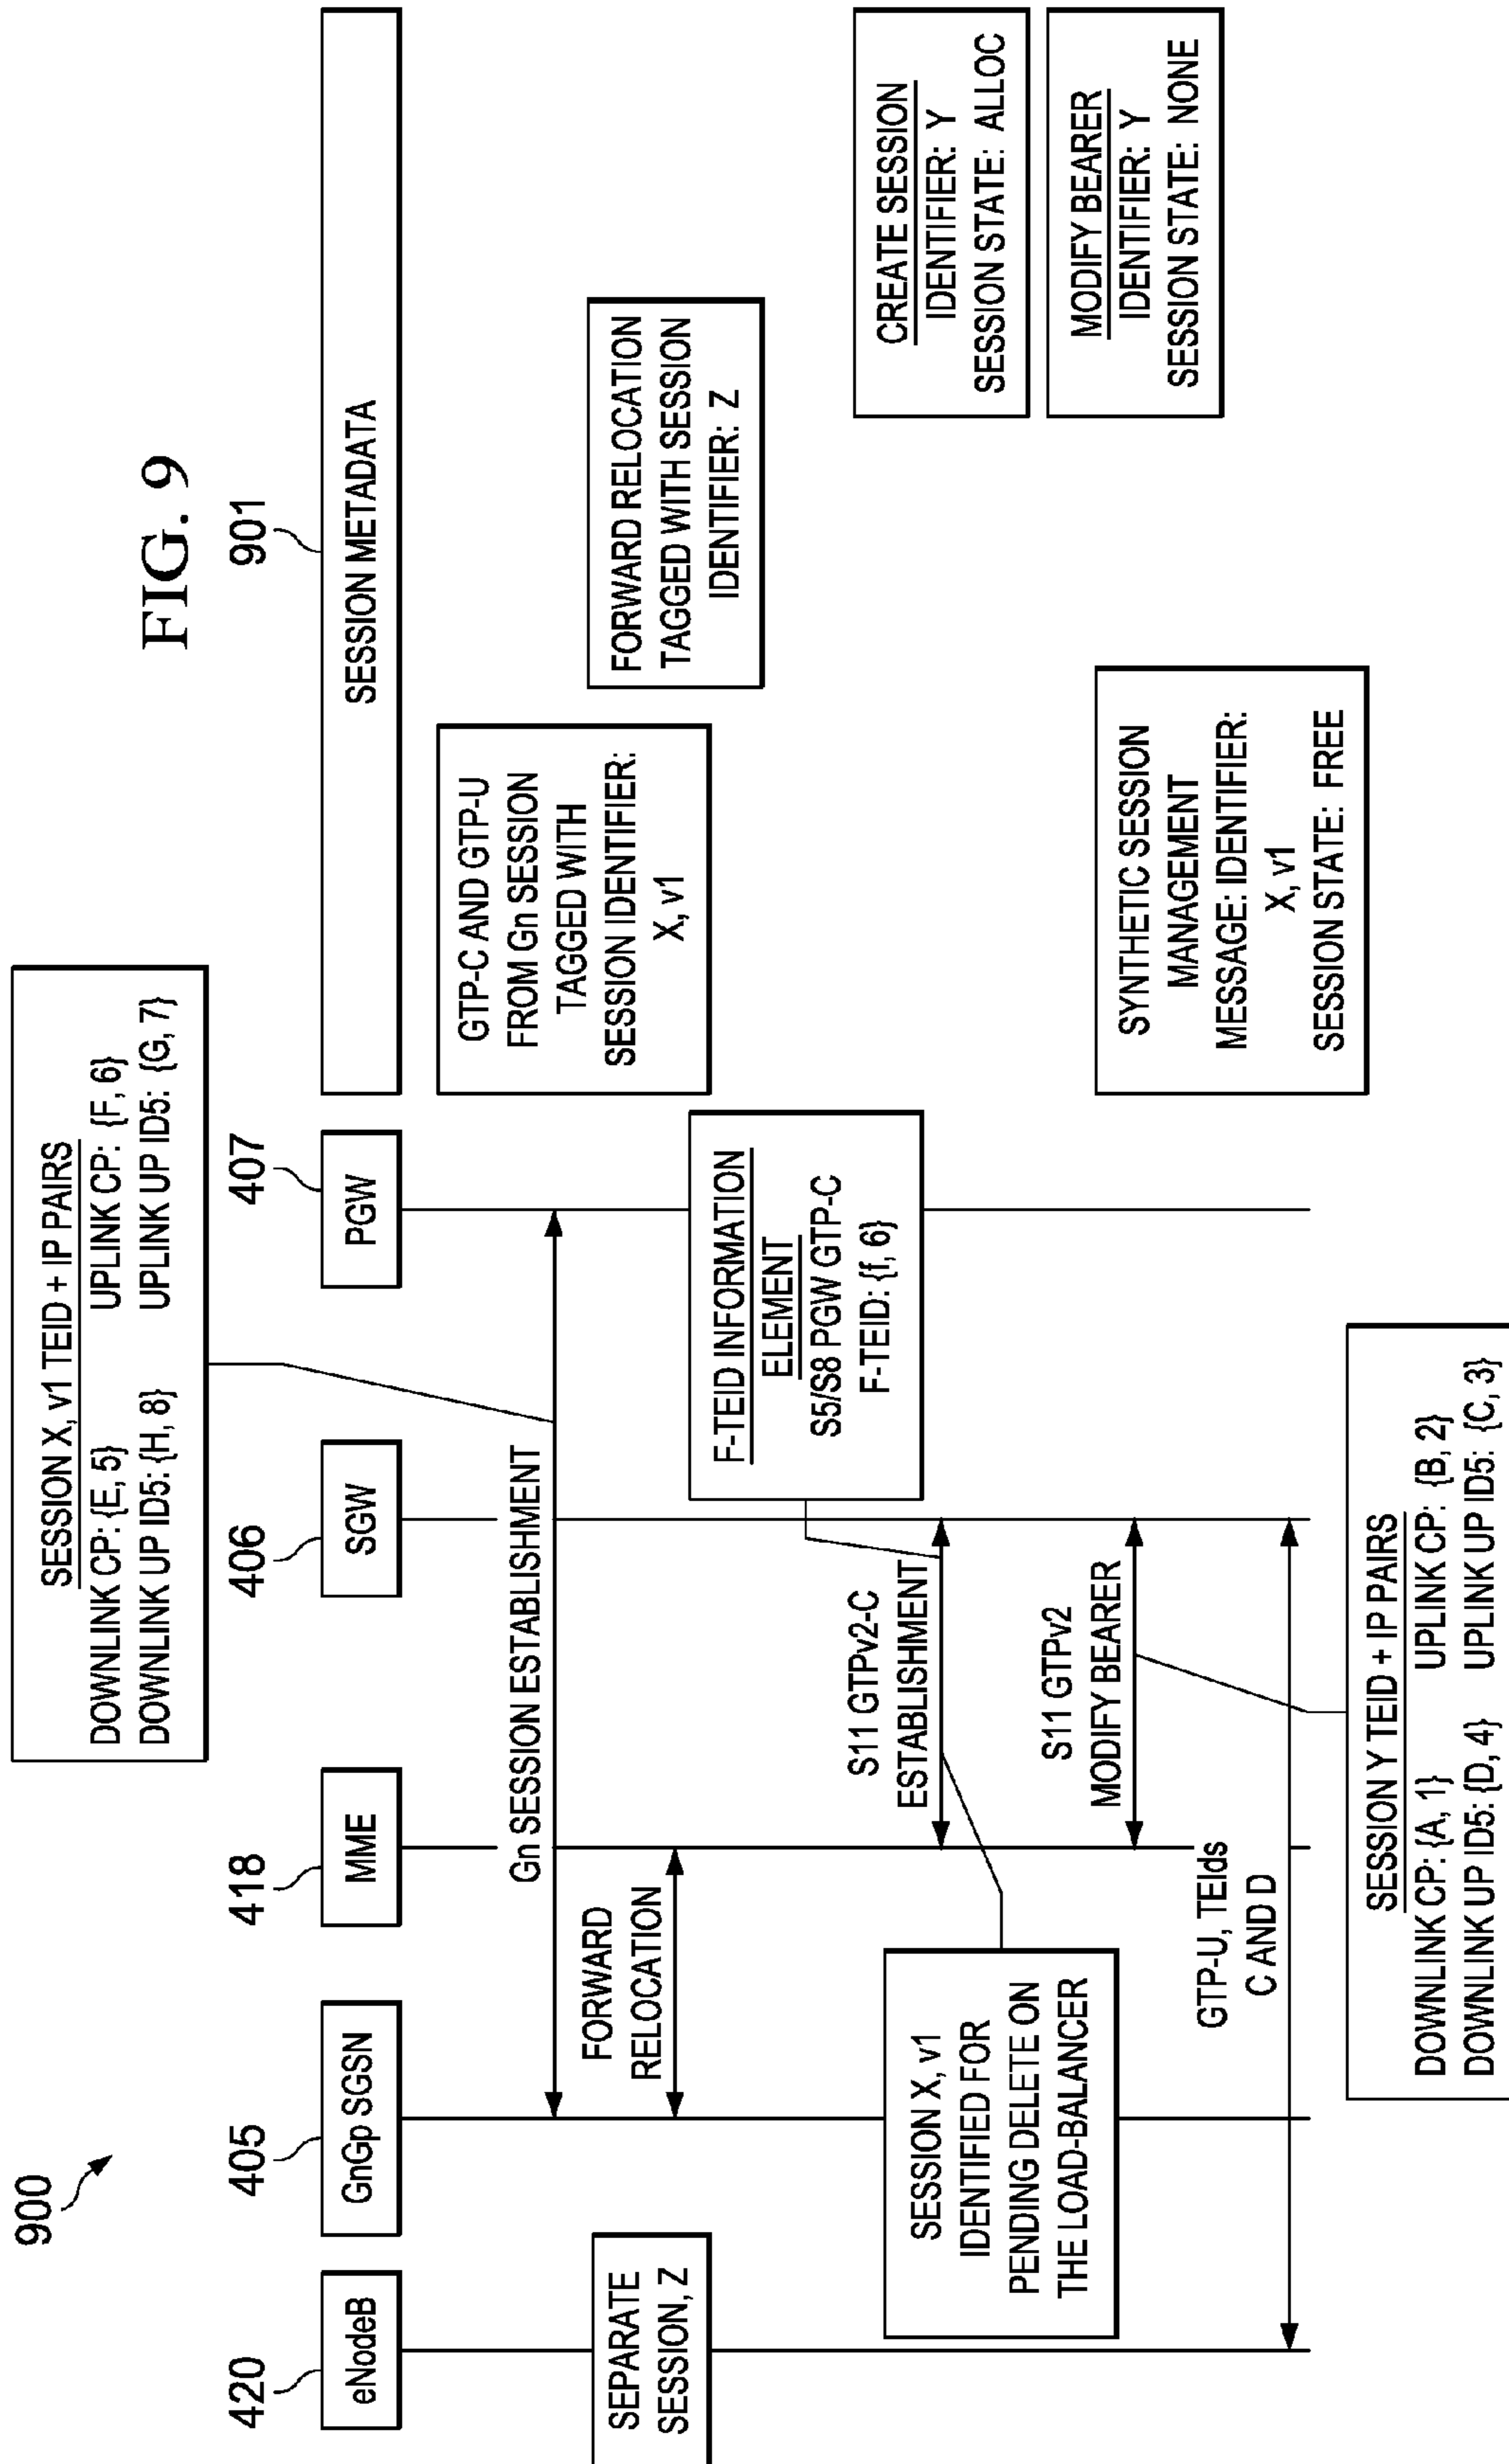 FIG. 9
900
SESSION X, v1 TEID + IP PAIRS
DOWNLINK CP: {E, 5} UPLINK CP: {F, 6}
DOWNLINK UP ID5: {H, 8} UPLINK UP ID5: {G, 7}
420
405
418
406
407
901
eNodeB
GnGp SGSN
MME
SGW
PGW
SESSION METADATA
Gn SESSION ESTABLISHMENT
GTP-C AND GTP-U
FROM Gn SESSION
TAGGED WITH
SESSION IDENTIFIER:
X, v1
SEPARATE
SESSION, Z
FORWARD
RELOCATION
FORWARD RELOCATION
TAGGED WITH SESSION
IDENTIFIER: Z
F-TEID INFORMATION
ELEMENT
S5/S8 PGW GTP-C
F-TEID: {f, 6}
S11 GTPv2-C
ESTABLISHMENT
CREATE SESSION
IDENTIFIER: Y
SESSION STATE: ALLOC
SESSION X, v1
IDENTIFIED FOR
PENDING DELETE ON
THE LOAD-BALANCER
S11 GTPv2
MODIFY BEARER
MODIFY BEARER
IDENTIFIER: Y
SESSION STATE: NONE
SYNTHETIC SESSION
MANAGEMENT
MESSAGE: IDENTIFIER:
X, v1
SESSION STATE: FREE
GTP-U, TEIds
C AND D
SESSION Y TEID + IP PAIRS
DOWNLINK CP: {A, 1} UPLINK CP: {B, 2}
DOWNLINK UP ID5: {D, 4} UPLINK UP ID5: {C, 3}